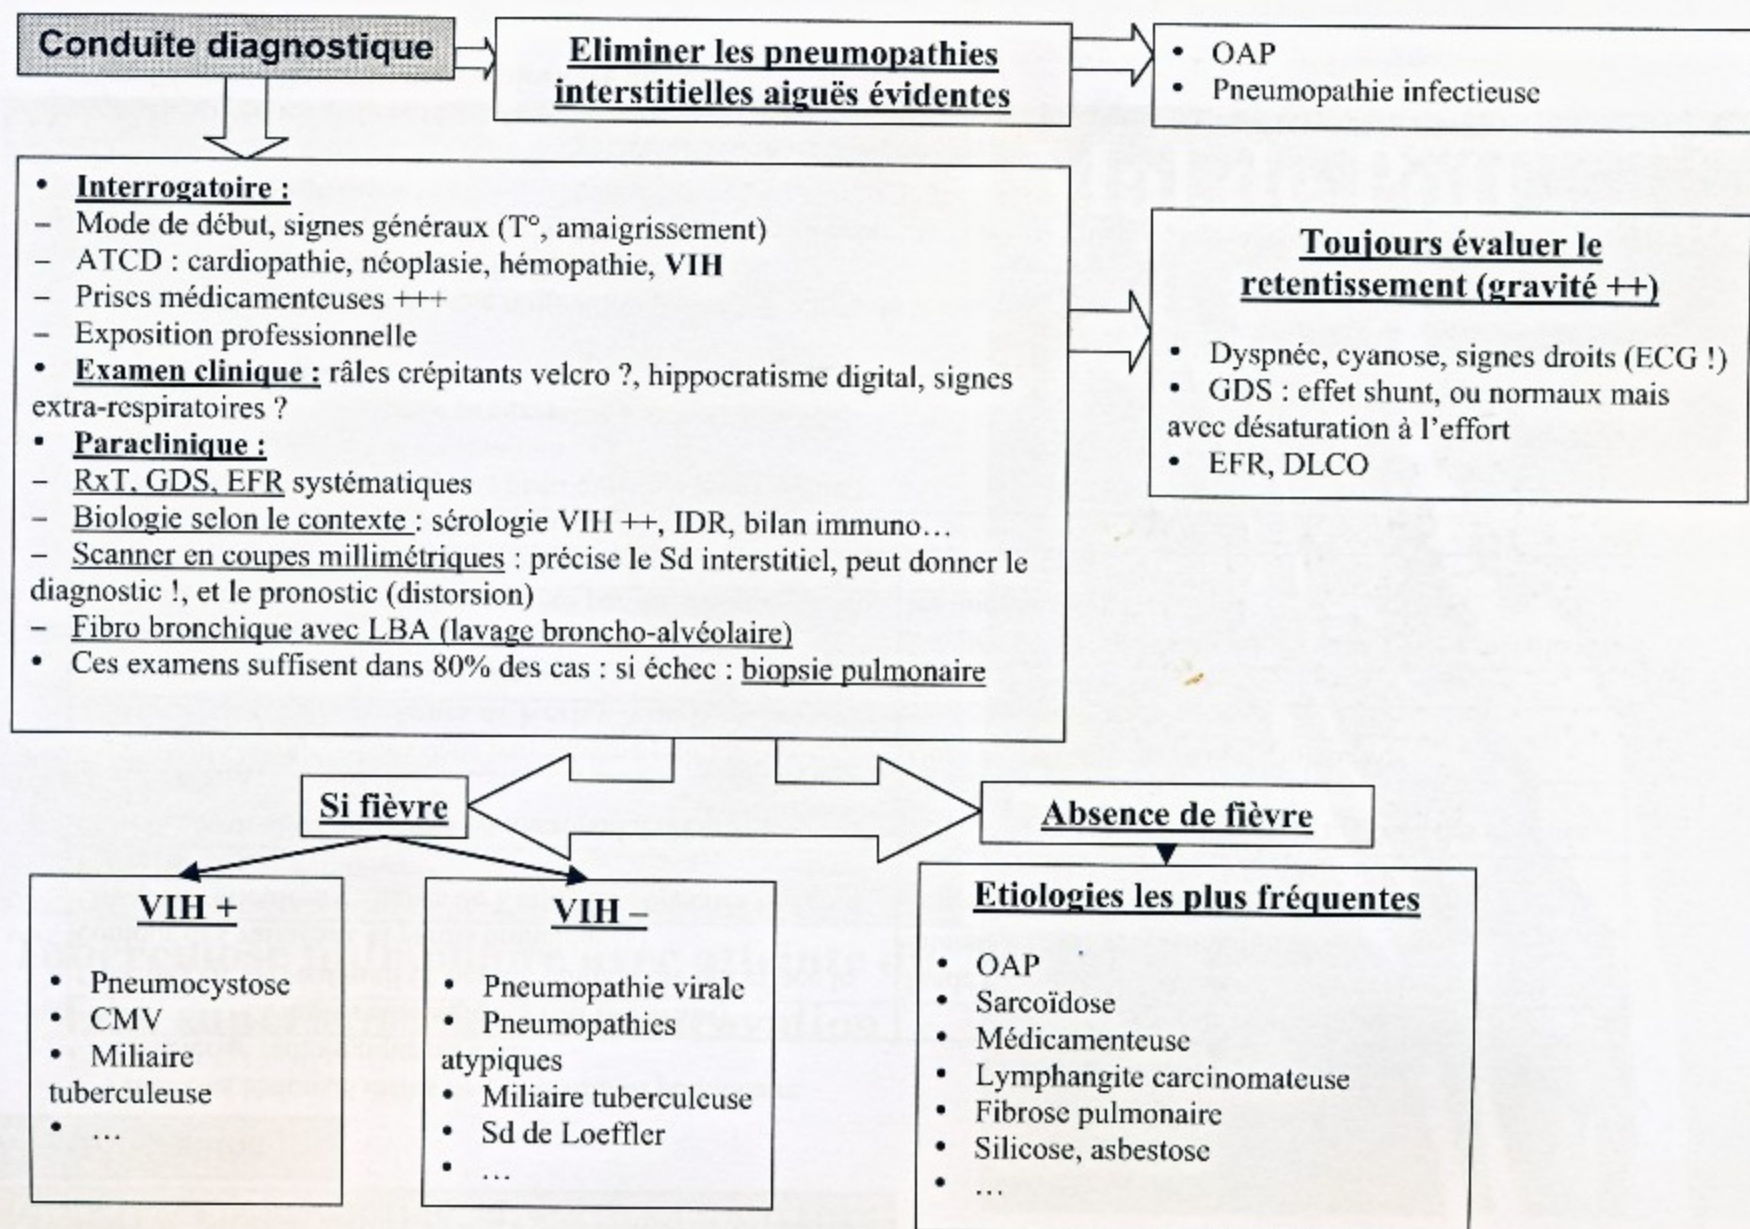 Conduite diagnostique
Eliminer les pneumopathies
interstitielles aiguës évidentes
• OAP
• Pneumopathie infectieuse
• Interrogatoire :
– Mode de début, signes généraux (T°, amaigrissement)
– ATCD : cardiopathie, néoplasie, hémopathie, VIH
– Prises médicamenteuses +++
– Exposition professionnelle
• Examen clinique : râles crépitants velcro ?, hippocratisme digital, signes
extra-respiratoires ?
• Paraclinique :
– RxT, GDS, EFR systématiques
– Biologie selon le contexte : sérologie VIH ++, IDR, bilan immuno…
– Scanner en coupes millimétriques : précise le Sd interstitiel, peut donner le
diagnostic !, et le pronostic (distorsion)
– Fibro bronchique avec LBA (lavage broncho-alvéolaire)
• Ces examens suffisent dans 80% des cas : si échec : biopsie pulmonaire
Toujours évaluer le
retentissement (gravité ++)
• Dyspnée, cyanose, signes droits (ECG !)
• GDS : effet shunt, ou normaux mais
avec désaturation à l'effort
• EFR, DLCO
Si fièvre
Absence de fièvre
VIH +
• Pneumocystose
• CMV
• Miliaire
tuberculeuse
• …
VIH –
• Pneumopathie virale
• Pneumopathies
atypiques
• Miliaire tuberculeuse
• Sd de Loeffler
• …
Etiologies les plus fréquentes
• OAP
• Sarcoïdose
• Médicamenteuse
• Lymphangite carcinomateuse
• Fibrose pulmonaire
• Silicose, asbestose
• …